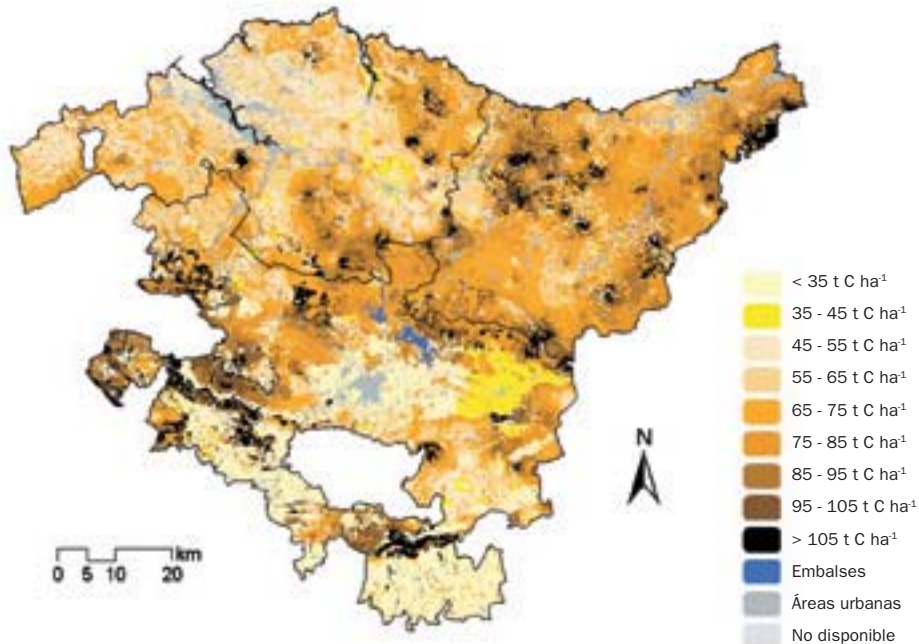 < 35 t C ha⁻¹
35 - 45 t C ha⁻¹
45 - 55 t C ha⁻¹
55 - 65 t C ha⁻¹
65 - 75 t C ha⁻¹
75 - 85 t C ha⁻¹
85 - 95 t C ha⁻¹
95 - 105 t C ha⁻¹
> 105 t C ha⁻¹
Embalses
Áreas urbanas
No disponible
N
km
0 5 10 20